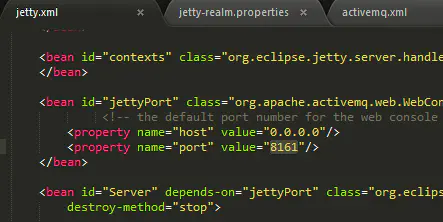 jetty.xml jetty-realm.properties activemq.xml
<bean id="contexts" class="org.eclipse.jetty.server.handle
</bean>
<bean id="jettyPort" class="org.apache.activemq.web.WebCon
<!-- the default port number for the web console
<property name="host" value="0.0.0.0"/>
<property name="port" value="8161"/>
</bean>
<bean id="Server" depends-on="jettyPort" class="org.eclips
destroy-method="stop">